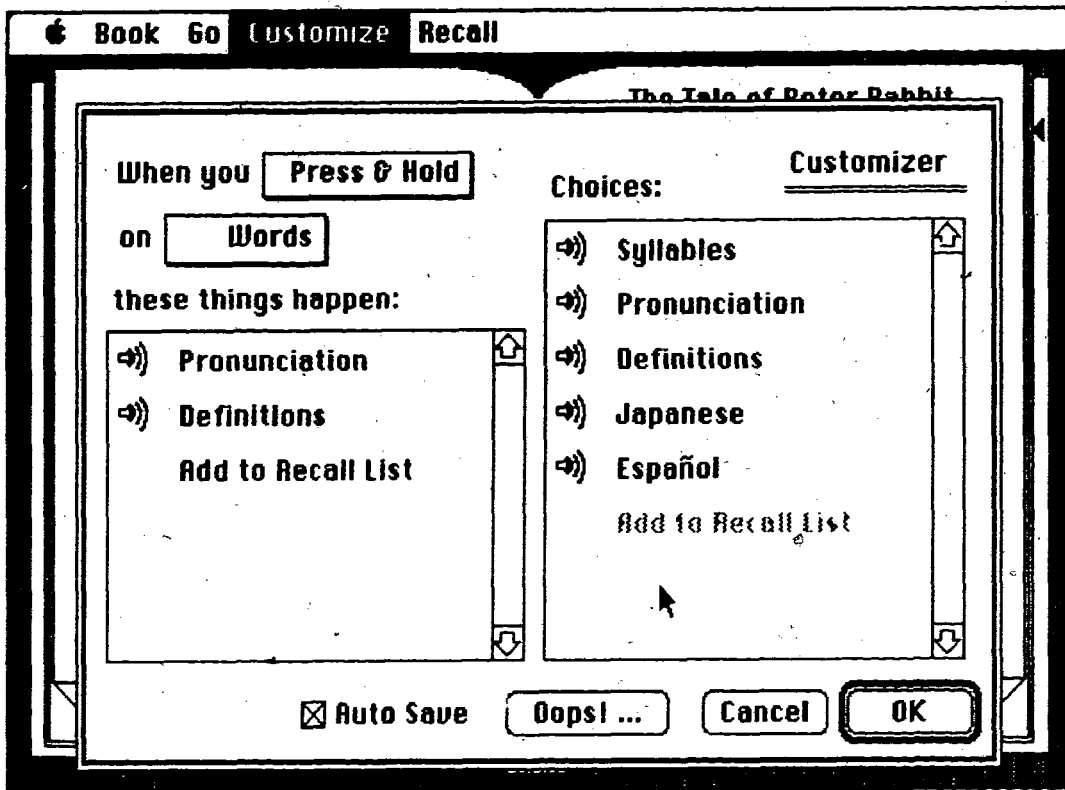 Book Go Customize Recall
The Tale of Peter Rabbit
Customizer
When you Press & Hold
on Words
these things happen:
Pronunciation
Definitions
Add to Recall List
Choices:
Syllables
Pronunciation
Definitions
Japanese
Español
Add to Recall List
Auto Save
Oops! ...
Cancel
OK